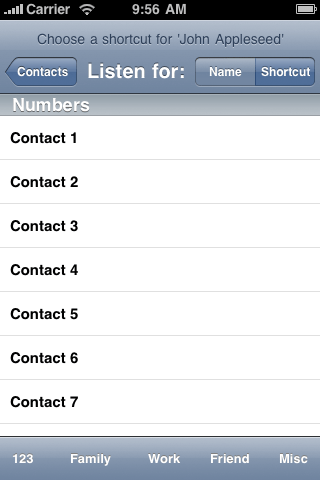 Carrier 9:56 AM
Choose a shortcut for 'John Appleseed'
Contacts Listen for: Name Shortcut
Numbers
Contact 1
Contact 2
Contact 3
Contact 4
Contact 5
Contact 6
Contact 7
123 Family Work Friend Misc